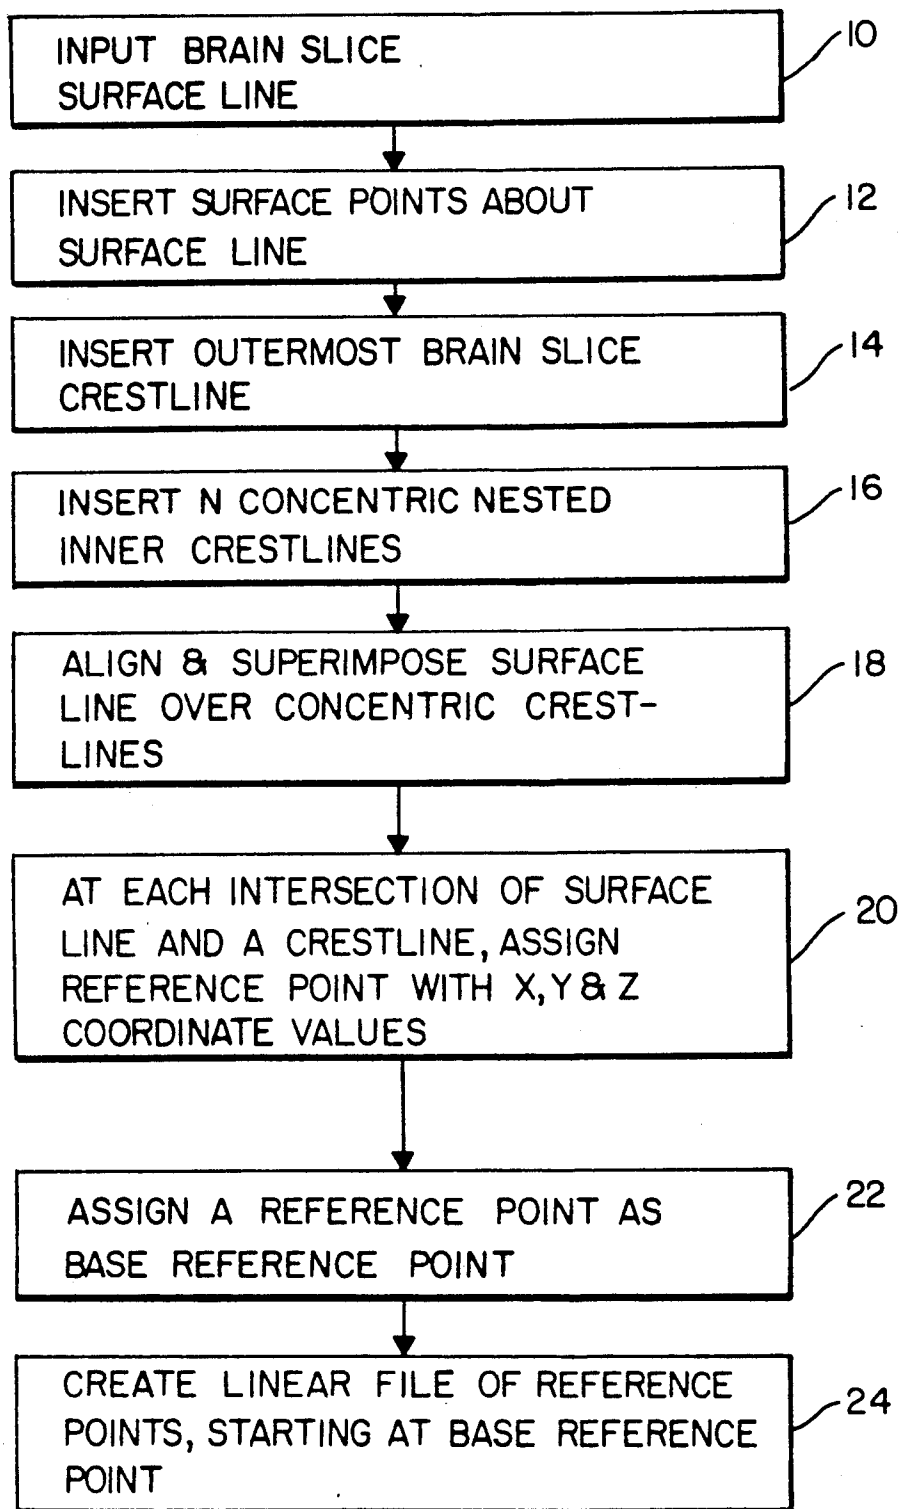 INPUT BRAIN SLICE
SURFACE LINE
10
INSERT SURFACE POINTS ABOUT
SURFACE LINE
12
INSERT OUTERMOST BRAIN SLICE
CRESTLINE
14
INSERT N CONCENTRIC NESTED
INNER CRESTLINES
16
ALIGN & SUPERIMPOSE SURFACE
LINE OVER CONCENTRIC CREST-
LINES
18
AT EACH INTERSECTION OF SURFACE
LINE AND A CRESTLINE, ASSIGN
REFERENCE POINT WITH X, Y & Z
COORDINATE VALUES
20
ASSIGN A REFERENCE POINT AS
BASE REFERENCE POINT
22
CREATE LINEAR FILE OF REFERENCE
POINTS, STARTING AT BASE REFERENCE
POINT
24